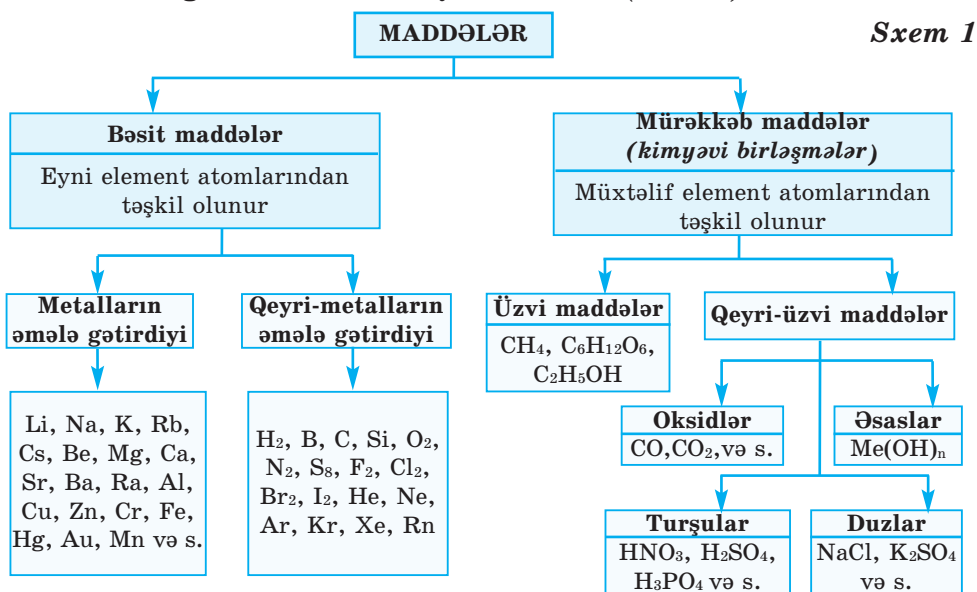 MADDƏLƏR
Sxem 1
Bəsit maddələr
Eyni element atomlarından
təşkil olunur
Mürəkkəb maddələr
(kimyəvi birləşmələr)
Müxtəlif element atomlarından
təşkil olunur
Metalların
əmələ gətirdiyi
Li, Na, K, Rb,
Cs, Be, Mg, Ca,
Sr, Ba, Ra, Al,
Cu, Zn, Cr, Fe,
Hg, Au, Mn və s.
Qeyri-metalların
əmələ gətirdiyi
H₂, B, C, Si, O₂,
N₂, S₈, F₂, Cl₂,
Br₂, I₂, He, Ne,
Ar, Kr, Xe, Rn
Üzvi maddələr
CH₄, C₆H₁₂O₆,
C₂H₅OH
Qeyri-üzvi maddələr
Oksidlər
CO,CO₂,və s.
Əsaslar
Me(OH)ₙ
Turşular
HNO₃, H₂SO₄,
H₃PO₄ və s.
Duzlar
NaCl, K₂SO₄
və s.